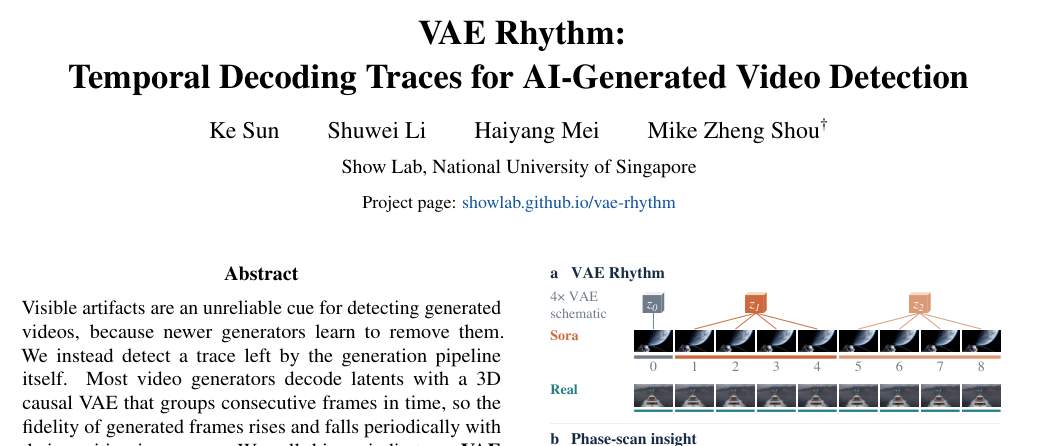 VAE Rhythm:
Temporal Decoding Traces for AI-Generated Video Detection
Ke Sun Shuwei Li Haiyang Mei Mike Zheng Shou†
Show Lab, National University of Singapore
Project page: showlab.github.io/vae-rhythm
Abstract
Visible artifacts are an unreliable cue for detecting generated
videos, because newer generators learn to remove them.
We instead detect a trace left by the generation pipeline
itself. Most video generators decode latents with a 3D
causal VAE that groups consecutive frames in time, so the
fidelity of generated frames rises and falls periodically with
a VAE Rhythm
4× VAE
schematic
z0 z1 z2
Sora
0 1 2 3 4 5 6 7 8
Real
b Phase-scan insight